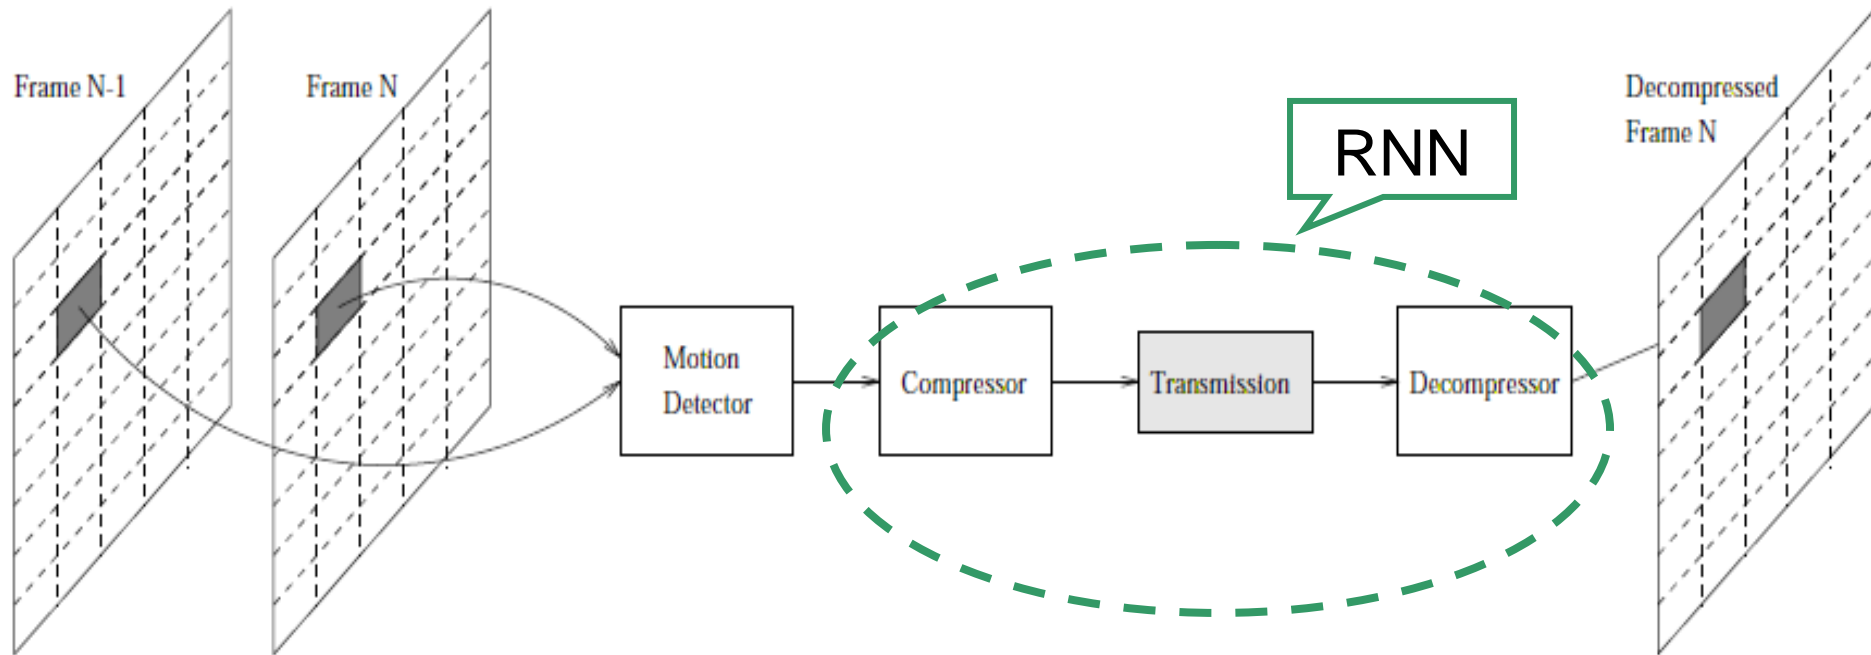 Frame N-1
Frame N
Motion
Detector
Compressor
Transmission
Decompressor
RNN
Decompressed
Frame N